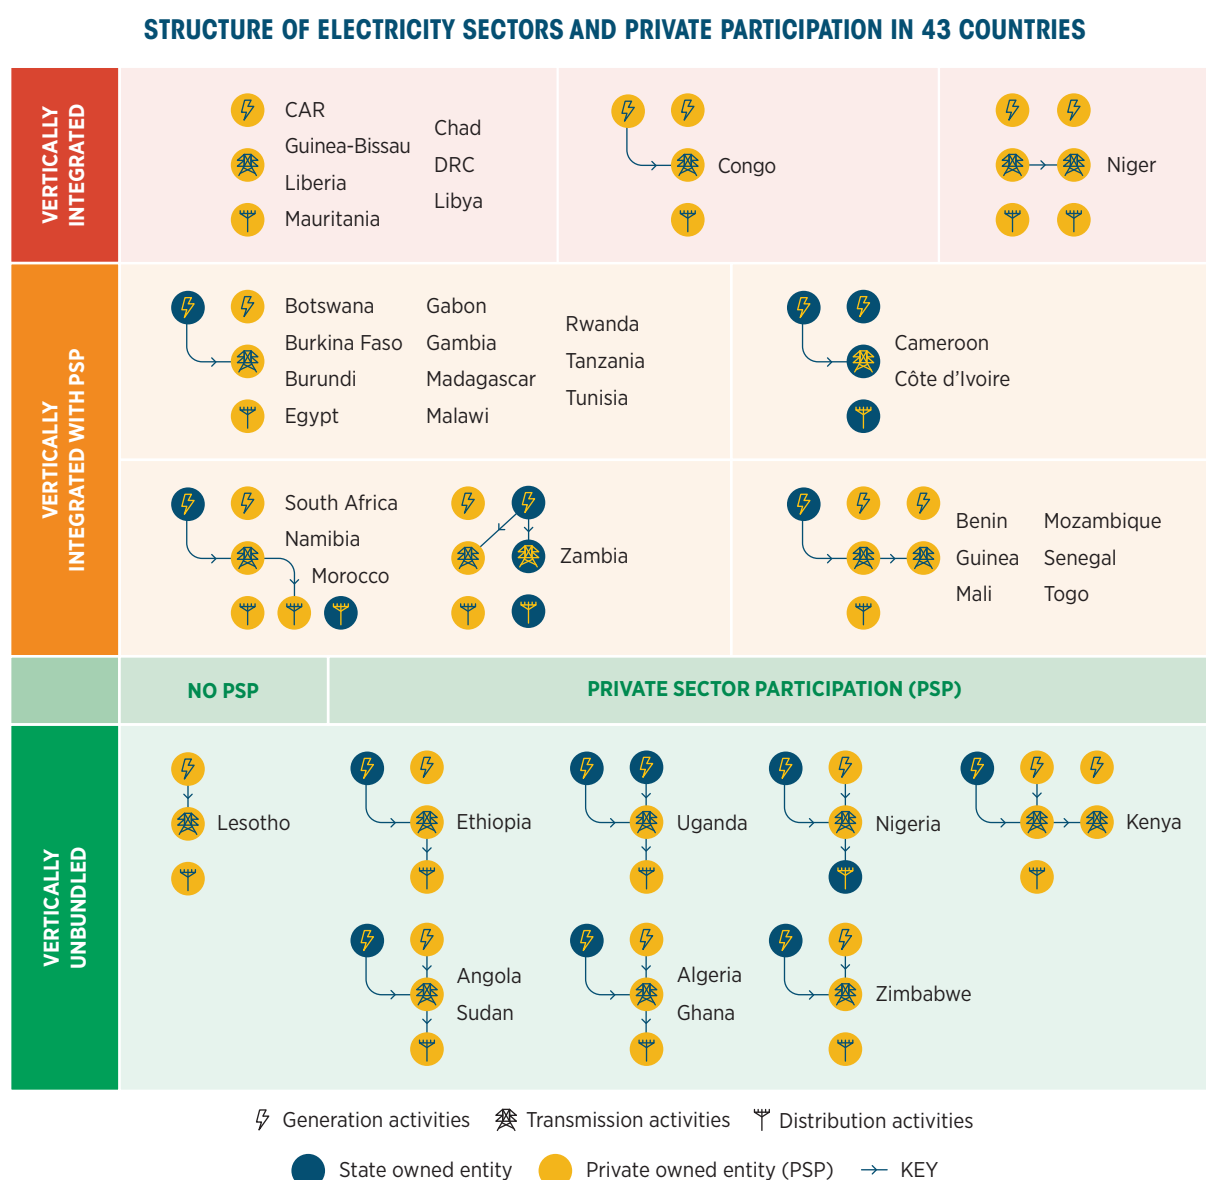 STRUCTURE OF ELECTRICITY SECTORS AND PRIVATE PARTICIPATION IN 43 COUNTRIES
VERTICALLY
INTEGRATED
CAR
Guinea-Bissau
Liberia
Mauritania
Chad
DRC
Libya
Congo
Niger
VERTICALLY
INTEGRATED WITH PSP
Botswana
Burkina Faso
Burundi
Egypt
Gabon
Gambia
Madagascar
Malawi
Rwanda
Tanzania
Tunisia
Cameroon
Côte d’Ivoire
South Africa
Namibia
Morocco
Zambia
Benin
Guinea
Mali
Mozambique
Senegal
Togo
NO PSP
PRIVATE SECTOR PARTICIPATION (PSP)
VERTICALLY
UNBUNDLED
Lesotho
Ethiopia
Uganda
Nigeria
Kenya
Angola
Sudan
Algeria
Ghana
Zimbabwe
Generation activities
Transmission activities
Distribution activities
State owned entity
Private owned entity (PSP)
KEY